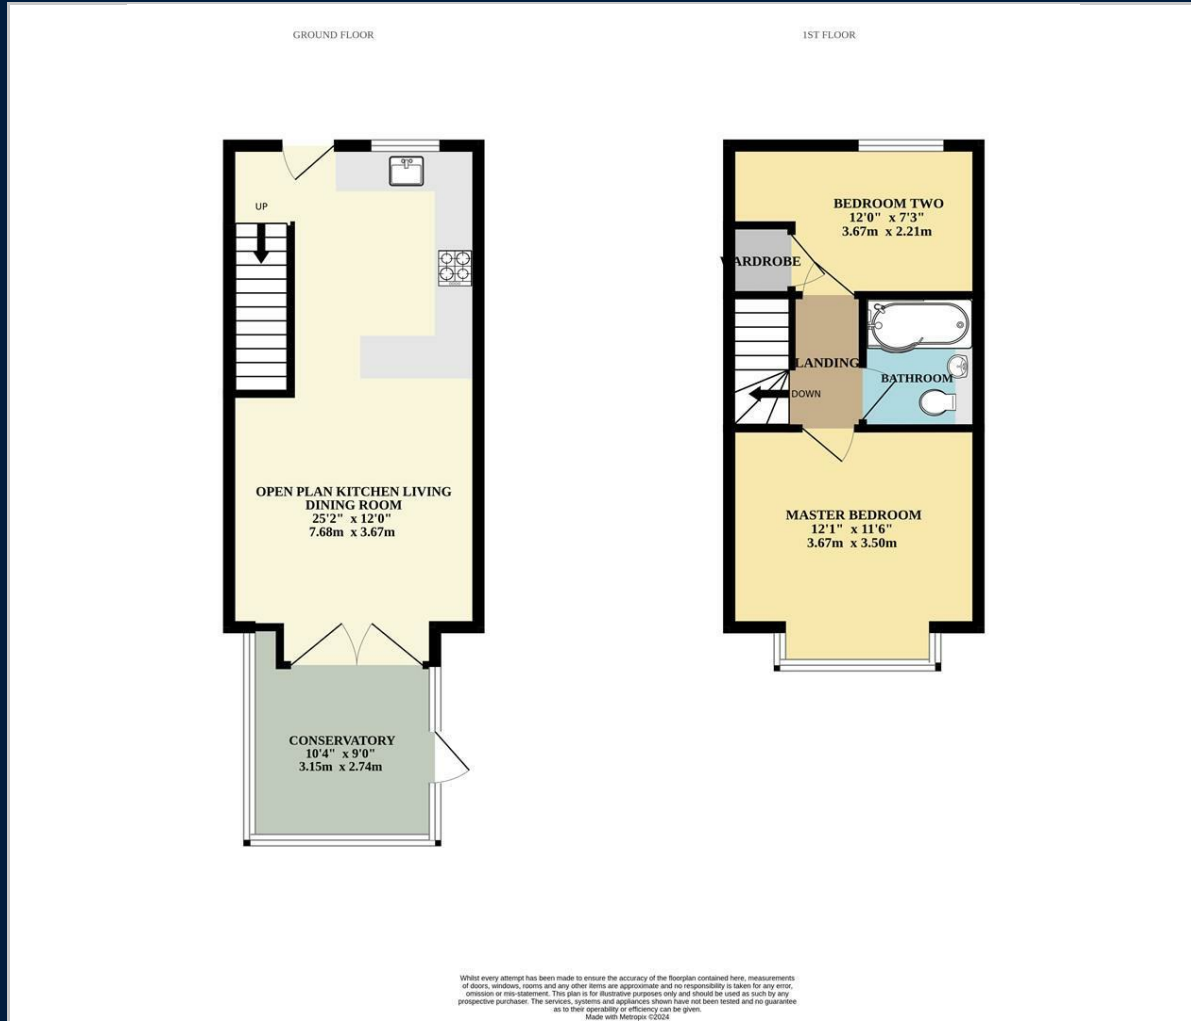 GROUND FLOOR
1ST FLOOR
UP
OPEN PLAN KITCHEN LIVING
DINING ROOM
25'2" x 12'0"
7.68m x 3.67m
CONSERVATORY
10'4" x 9'0"
3.15m x 2.74m
BEDROOM TWO
12'0" x 7'3"
3.67m x 2.21m
WARDROBE
LANDING
BATHROOM
DOWN
MASTER BEDROOM
12'1" x 11'6"
3.67m x 3.50m
Whilst every attempt has been made to ensure the accuracy of the floorplan contained here, measurements
of doors, windows, rooms and any other items are approximate and no responsibility is taken for any error,
omission or mis-statement. This plan is for illustrative purposes only and should be used as such by any
prospective purchaser. The services, systems and appliances shown have not been tested and no guarantee
as to their operability or efficiency can be given.
Made with Metropix ©2024